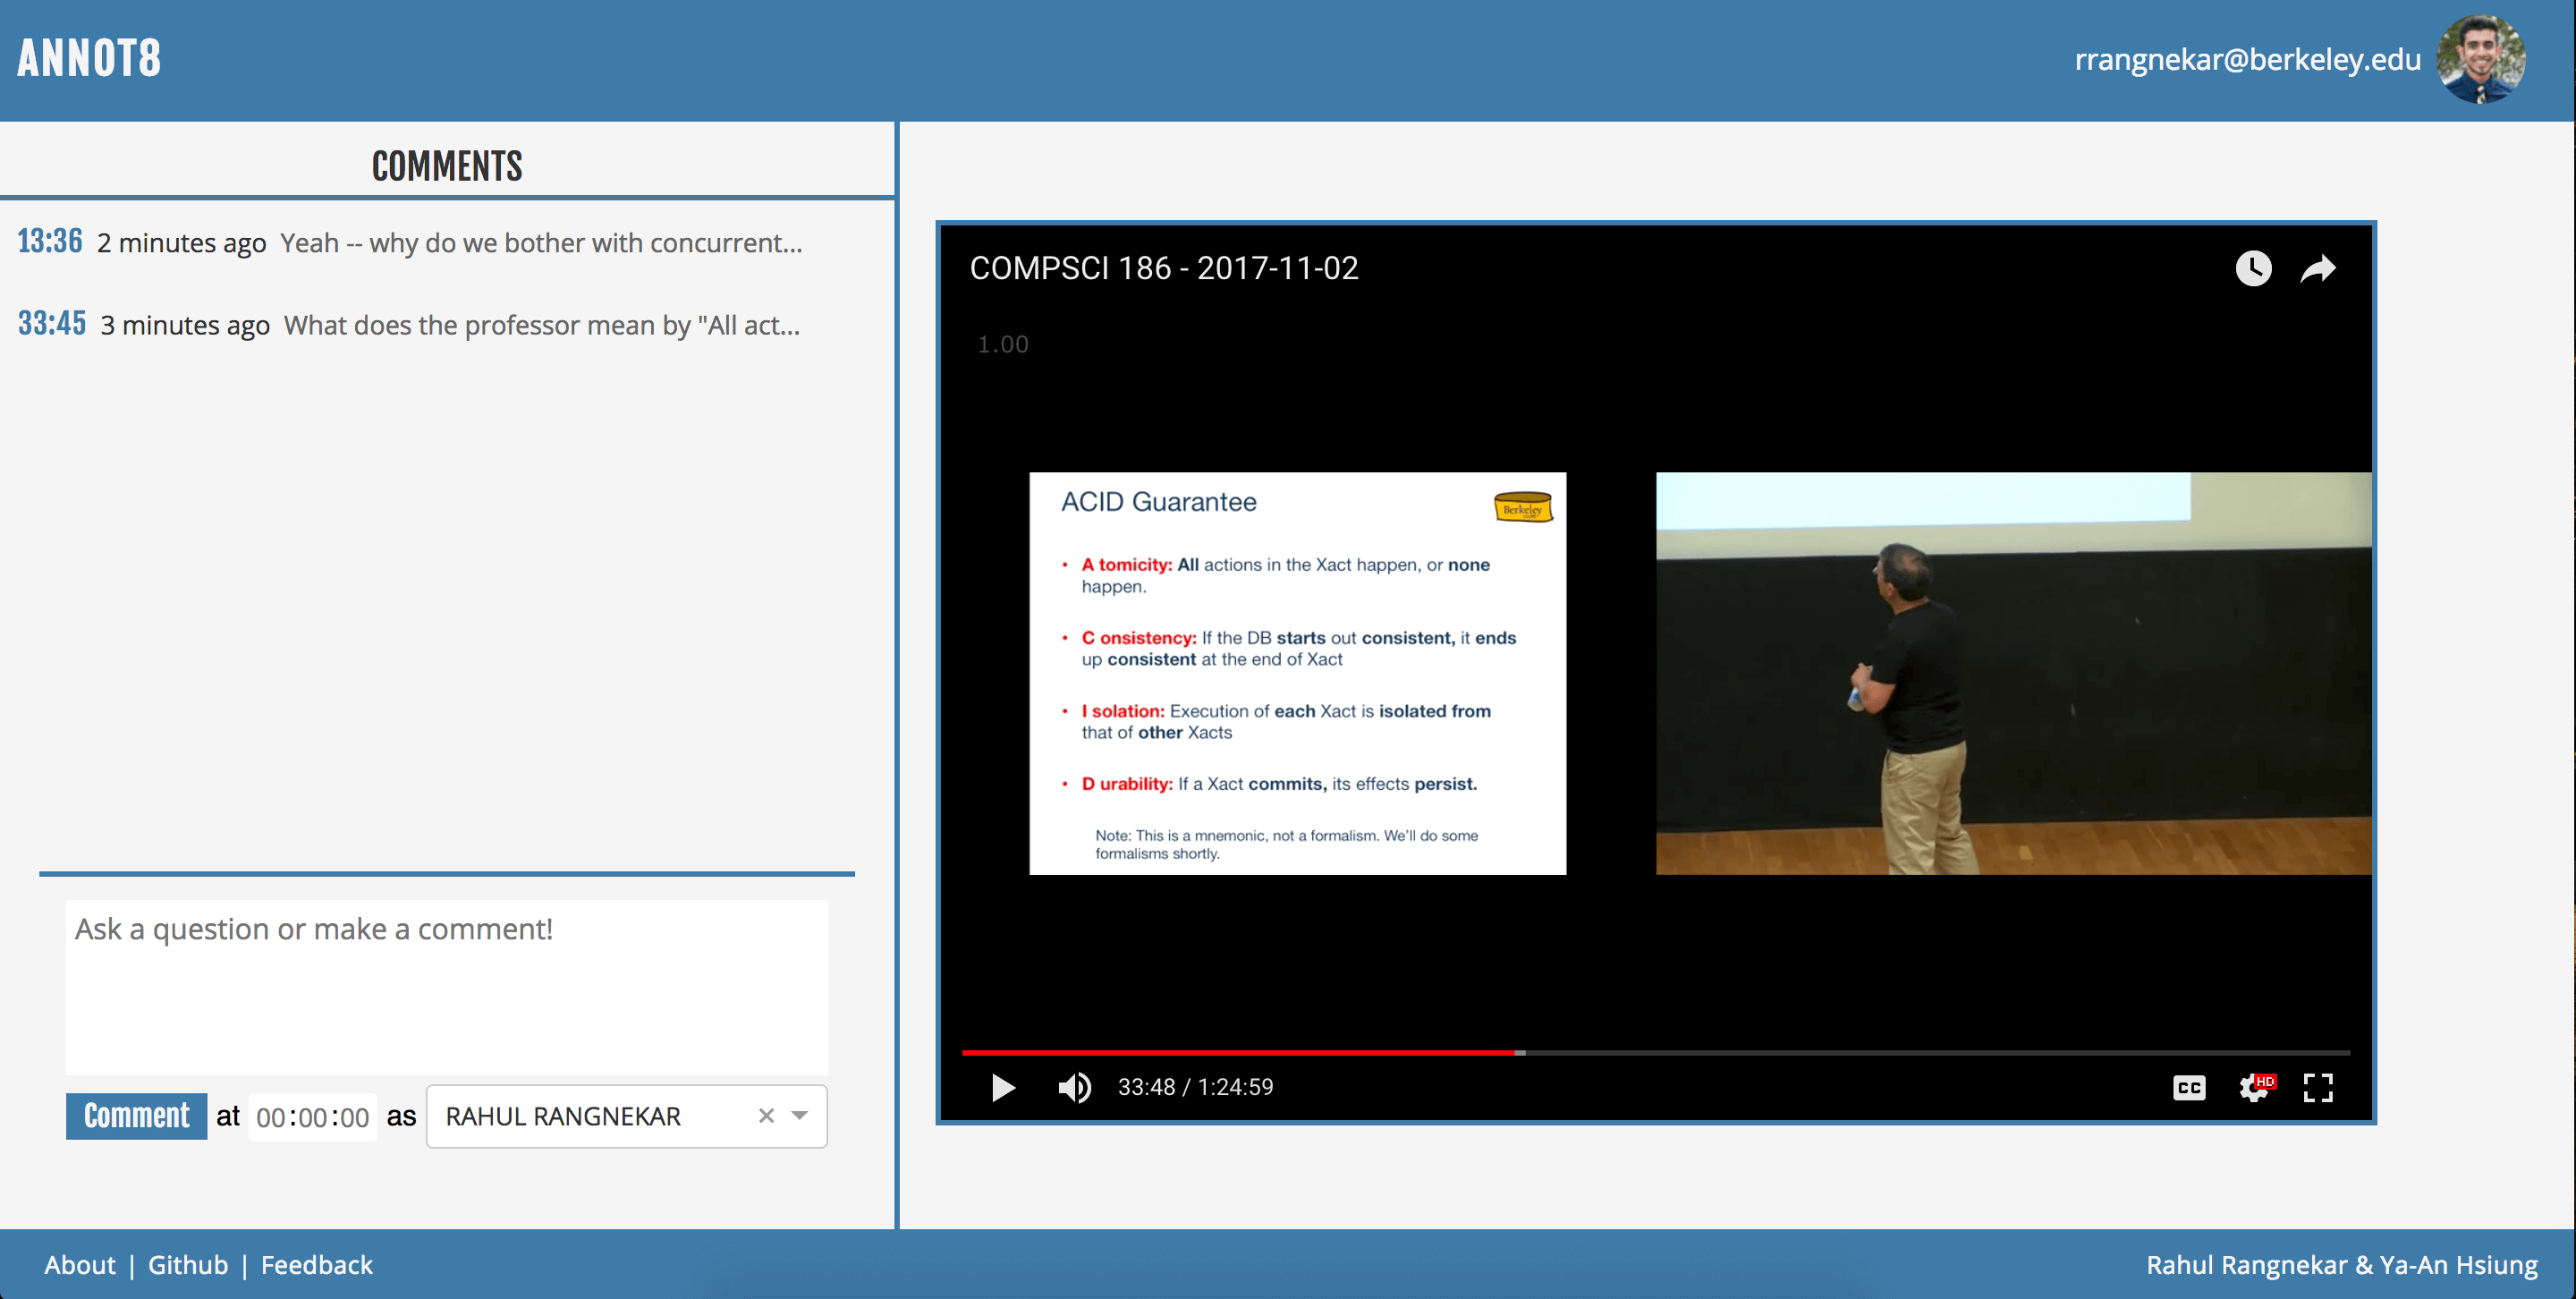 ANNOT8
rrangnekar@berkeley.edu
COMMENTS
13:36 2 minutes ago Yeah -- why do we bother with concurrent...
33:45 3 minutes ago What does the professor mean by "All act...
Ask a question or make a comment!
Comment at 00:00:00 as RAHUL RANGNEKAR
COMPSCI 186 - 2017-11-02
1.00
ACID Guarantee
Berkeley
• A tomicity: All actions in the Xact happen, or none
happen.
• C onsistency: If the DB starts out consistent, it ends
up consistent at the end of Xact
• I solation: Execution of each Xact is isolated from
that of other Xacts
• D urability: If a Xact commits, its effects persist.
Note: This is a mnemonic, not a formalism. We'll do some
formalisms shortly.
33:48 / 1:24:59
CC
HD
About | Github | Feedback
Rahul Rangnekar & Ya-An Hsiung